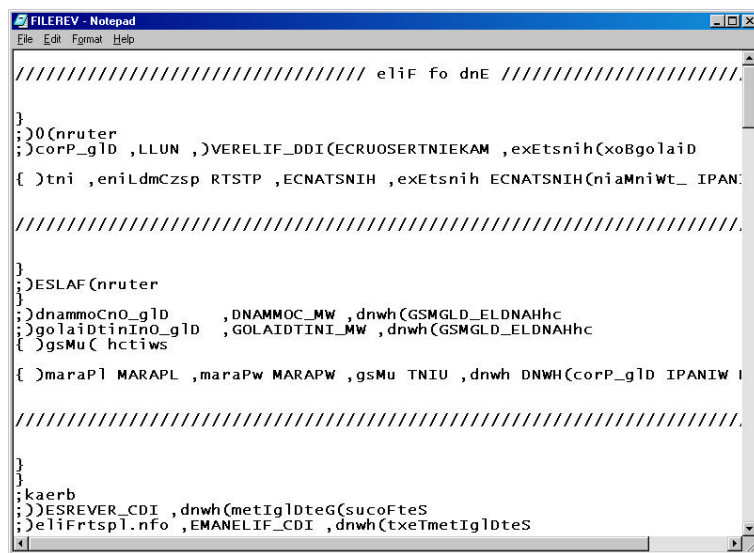 FILEREV - Notepad
File Edit Format Help
////////////////////////////////// eliF fo dnE ///////////////////////
}
;)0(nruter
;)corP_glD ,LLUN ,)VERELIF_DDI(ECRUOSERTNIEKAM ,exEtsnih(xoBgolaiD
{ )tni ,eniLdmCzsp RTSTP ,ECNATSNIH ,exEtsnih ECNATSNIH(niaMniWt_ IPANI
//////////////////////////////////////////////////////////////////////
}
;)ESLAF(nruter
}
;)dnammoCnO_glD ,DNAMMOC_MW ,dnwh(GSMGLD_ELDNAHhc
;)golaiDtinInO_glD ,GOLAIDTINI_MW ,dnwh(GSMGLD_ELDNAHhc
{ )gsMu( hctiws
{ )maraPl MARAPL ,maraPw MARAPW ,gsMu TNIU ,dnwh DNWH(corP_glD IPANIW
//////////////////////////////////////////////////////////////////////
}
}
;kaerb
;))ESREVER_CDI ,dnwh(metIglDteG(sucoFteS
;)eliFrtspl.nfo ,EMANELIF_CDI ,dnwh(txeTmetIglDteS